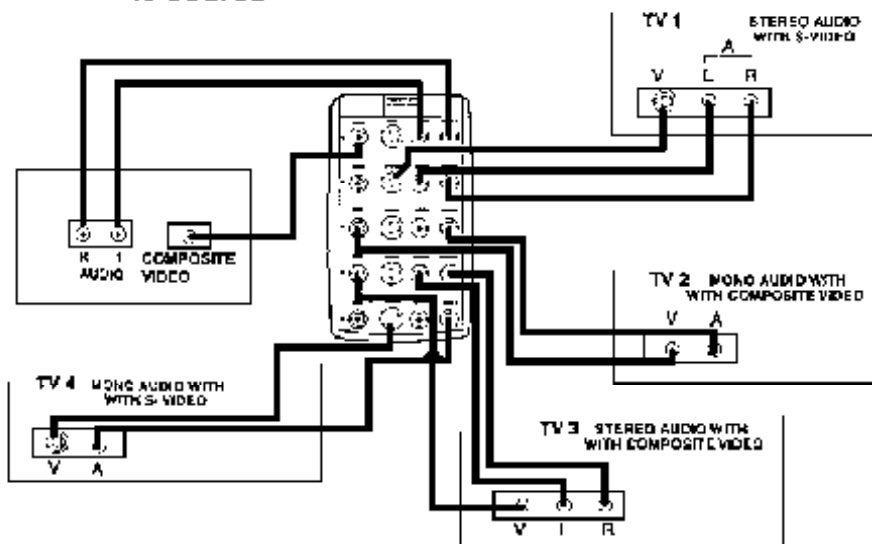 TV 1
STEREO AUDIO
WITH S-VIDEO
A
V L R
R L
AUDIO
COMPOSITE
VIDEO
TV 2 MONO AUDIO WITH
WITH COMPOSITE VIDEO
V A
TV 4 MONO AUDIO WITH
WITH S-VIDEO
V A
TV 3 STEREO AUDIO WITH
WITH COMPOSITE VIDEO
V L R